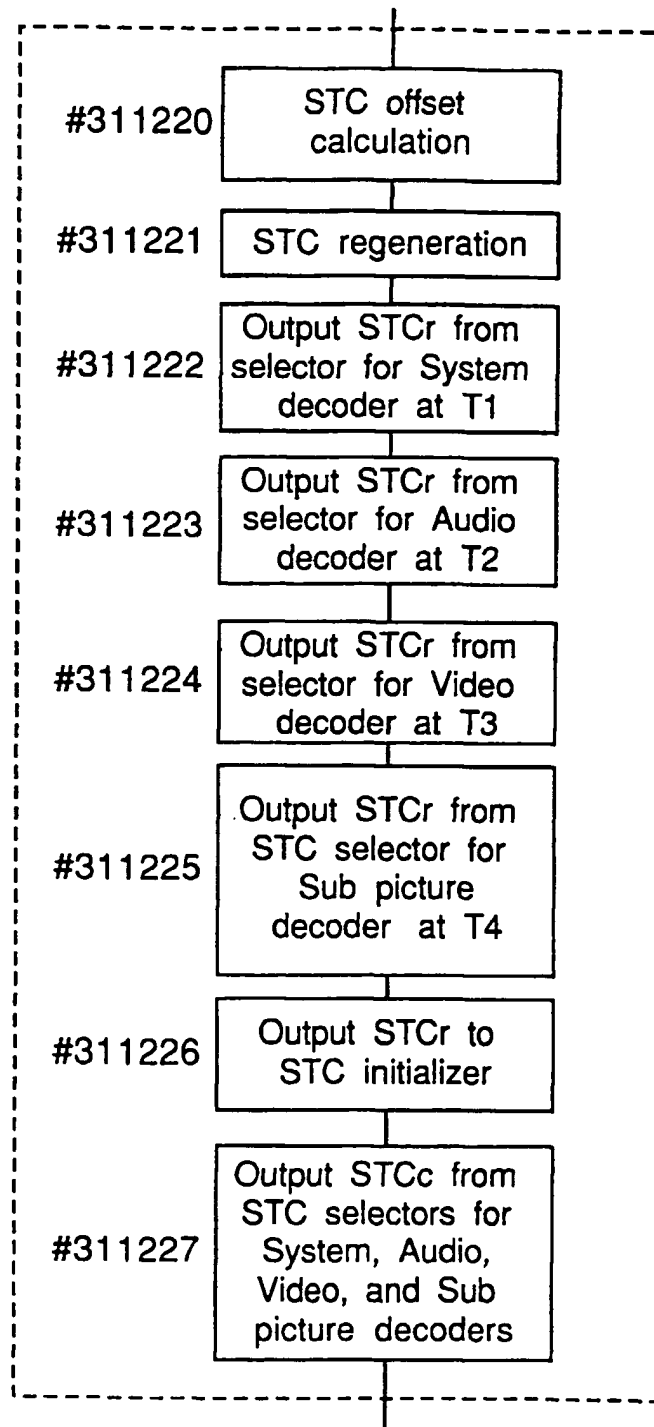 #311220
STC offset
calculation
#311221
STC regeneration
#311222
Output STCr from
selector for System
decoder at T1
#311223
Output STCr from
selector for Audio
decoder at T2
#311224
Output STCr from
selector for Video
decoder at T3
#311225
Output STCr from
STC selector for
Sub picture
decoder at T4
#311226
Output STCr to
STC initializer
#311227
Output STCc from
STC selectors for
System, Audio,
Video, and Sub
picture decoders